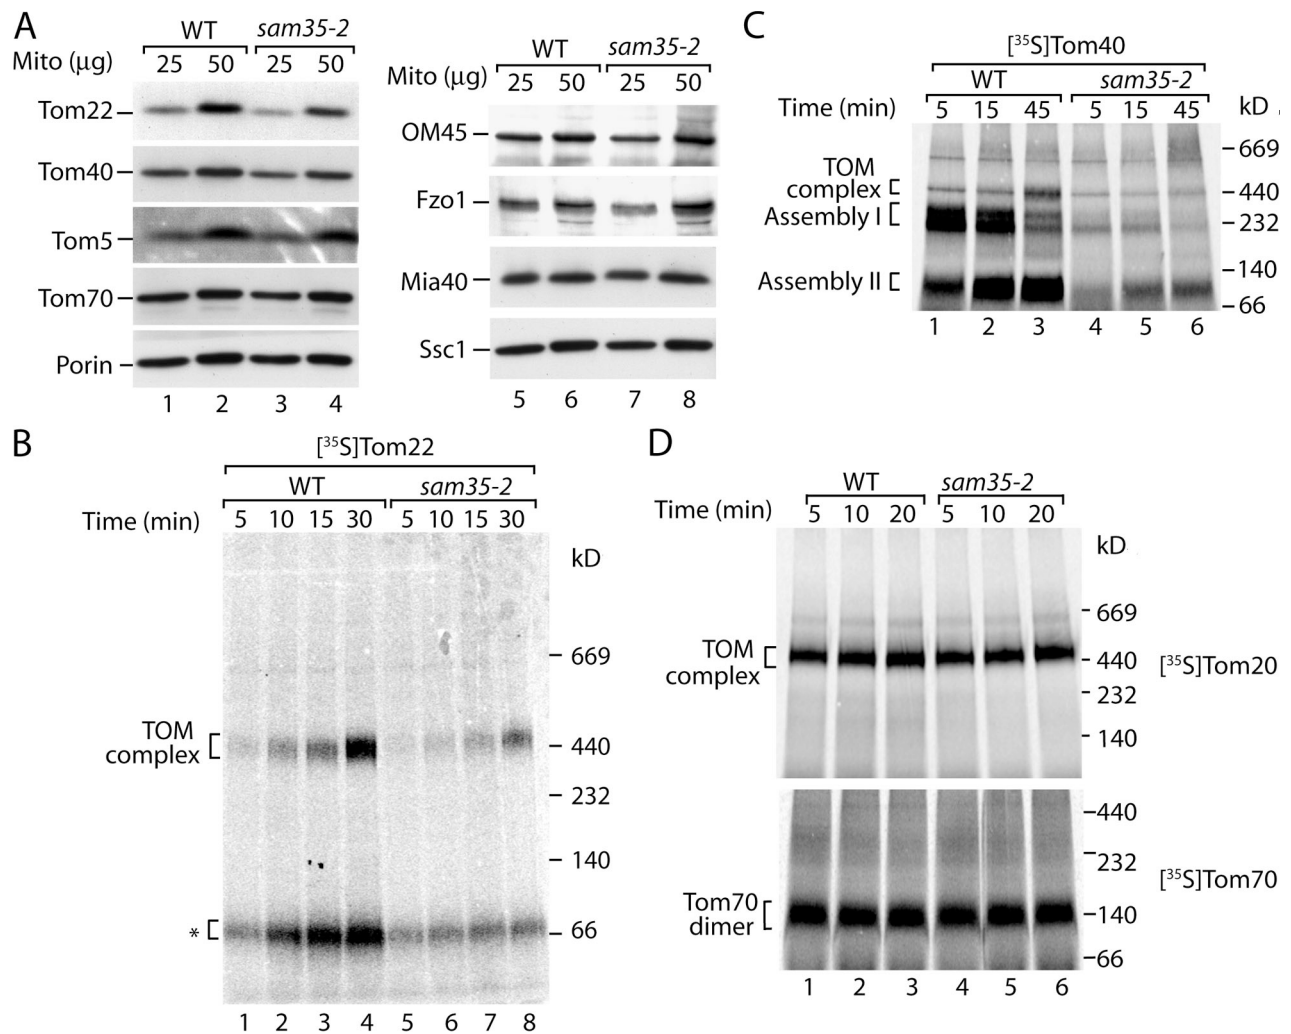 A
WT sam35-2
Mito (μg) 25 50 25 50
Tom22
Tom40
Tom5
Tom70
Porin
1 2 3 4
WT sam35-2
Mito (μg) 25 50 25 50
OM45
Fzo1
Mia40
Ssc1
5 6 7 8
C
[35S]Tom40
WT sam35-2
Time (min) 5 15 45 5 15 45 kD
TOM
complex
Assembly I
Assembly II
669
440
232
140
66
1 2 3 4 5 6
B
[35S]Tom22
WT sam35-2
Time (min) 5 10 15 30 5 10 15 30
kD
TOM
complex
*
669
440
232
140
66
1 2 3 4 5 6 7 8
D
WT sam35-2
Time (min) 5 10 20 5 10 20
kD
TOM
complex
669
440
232
140
[35S]Tom20
Tom70
dimer
440
232
140
66
[35S]Tom70
1 2 3 4 5 6